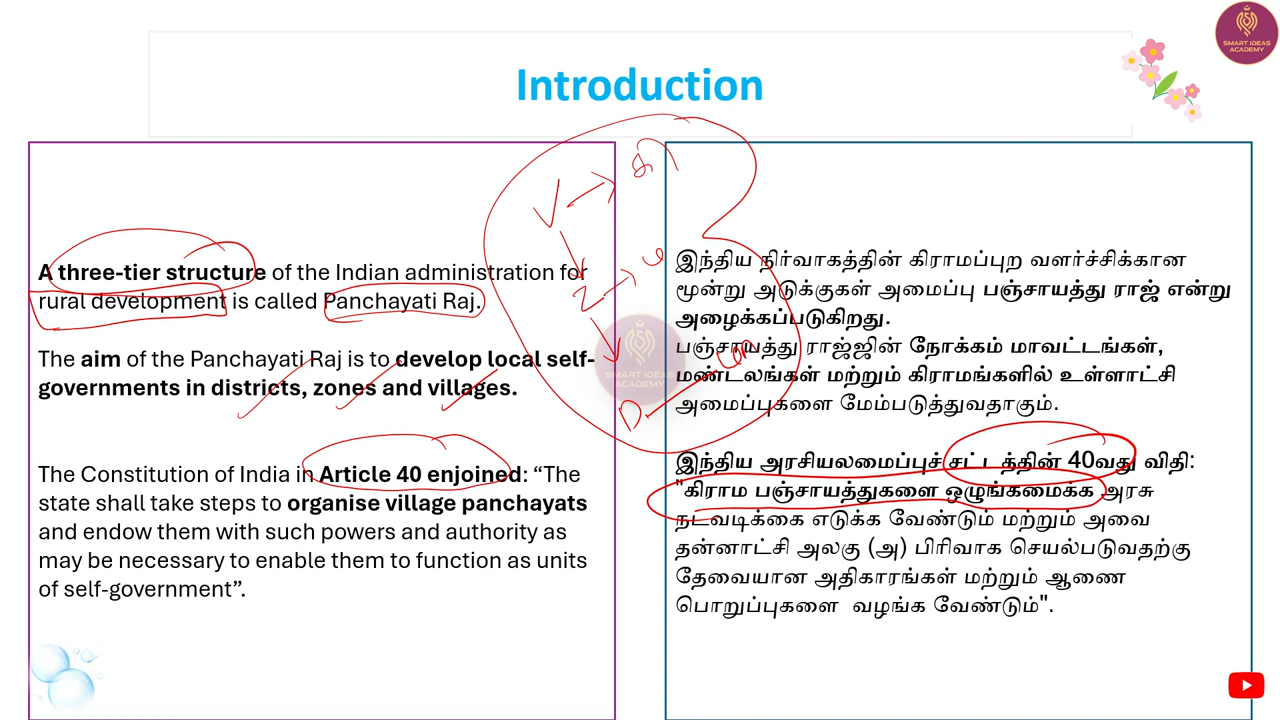 SMART IDEAS
ACADEMY
Introduction
A three-tier structure of the Indian administration for
rural development is called Panchayati Raj.
The aim of the Panchayati Raj is to develop local self-
governments in districts, zones and villages.
The Constitution of India in Article 40 enjoined: “The
state shall take steps to organise village panchayats
and endow them with such powers and authority as
may be necessary to enable them to function as units
of self-government”.
V → கி
Z →
D
SMART IDEAS
ACADEMY
இந்திய நிர்வாகத்தின் கிராமப்புற வளர்ச்சிக்கான
மூன்று அடுக்குகள் அமைப்பு பஞ்சாயத்து ராஜ் என்று
அழைக்கப்படுகிறது.
பஞ்சாயத்து ராஜ்ஜின் நோக்கம் மாவட்டங்கள்,
மண்டலங்கள் மற்றும் கிராமங்களில் உள்ளாட்சி
அமைப்புகளை மேம்படுத்துவதாகும்.
இந்திய அரசியலமைப்புச் சட்டத்தின் 40வது விதி:
"கிராம பஞ்சாயத்துகளை ஒழுங்கமைக்க அரசு
நடவடிக்கை எடுக்க வேண்டும் மற்றும் அவை
தன்னாட்சி அலகு (அ) பிரிவாக செயல்படுவதற்கு
தேவையான அதிகாரங்கள் மற்றும் ஆணை
பொறுப்புகளை வழங்க வேண்டும்".